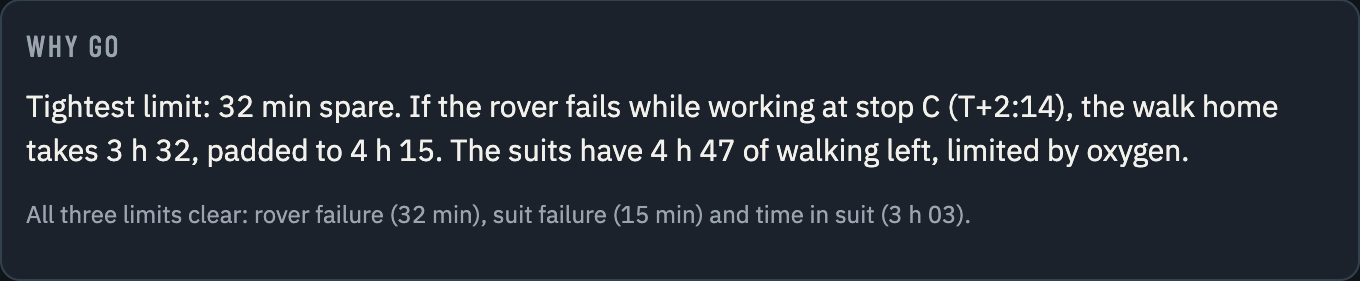 WHY GO
Tightest limit: 32 min spare. If the rover fails while working at stop C (T+2:14), the walk home
takes 3 h 32, padded to 4 h 15. The suits have 4 h 47 of walking left, limited by oxygen.
All three limits clear: rover failure (32 min), suit failure (15 min) and time in suit (3 h 03).